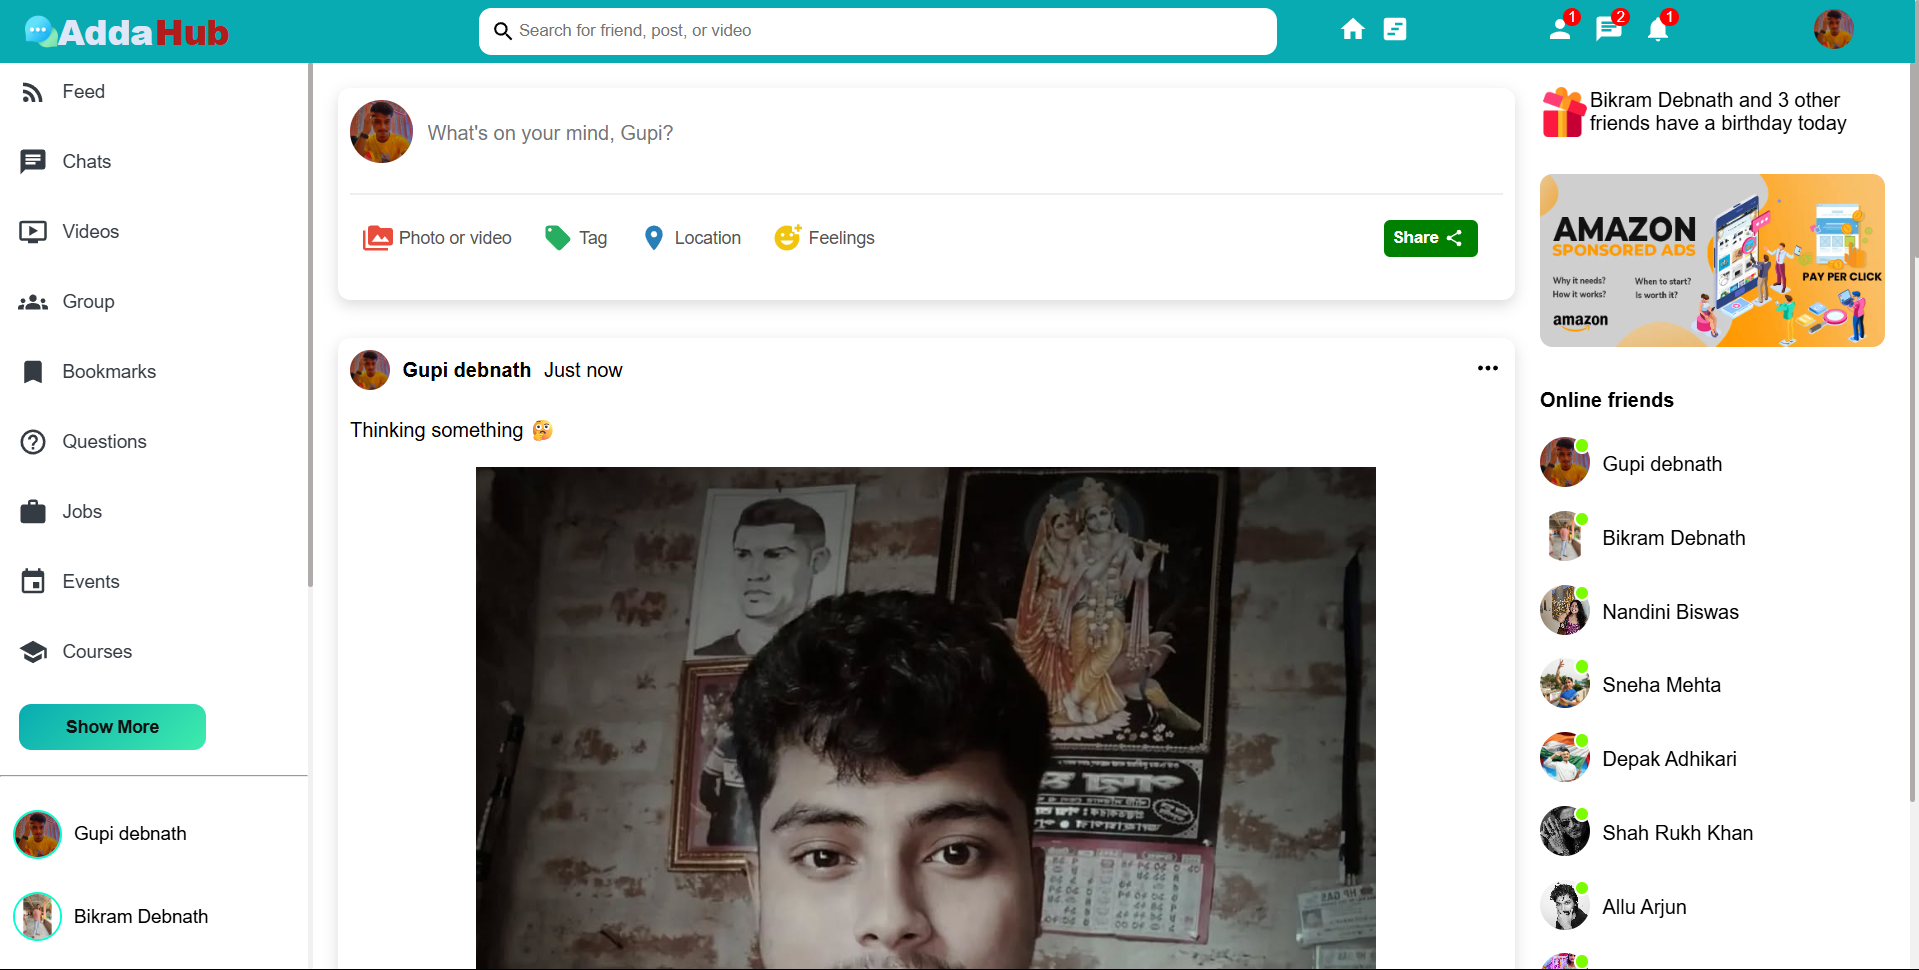 AddaHub
Search for friend, post, or video
1
2
1
Feed
Chats
Videos
Group
Bookmarks
Questions
Jobs
Events
Courses
Show More
Gupi debnath
Bikram Debnath
What's on your mind, Gupi?
Photo or video
Tag
Location
Feelings
Share
Gupi debnath Just now
Thinking something 🤔
Bikram Debnath and 3 other
friends have a birthday today
AMAZON
SPONSORED ADS
Why it needs?
When to start?
How it works?
Is worth it?
amazon
PAY PER CLICK
Online friends
Gupi debnath
Bikram Debnath
Nandini Biswas
Sneha Mehta
Depak Adhikari
Shah Rukh Khan
Allu Arjun